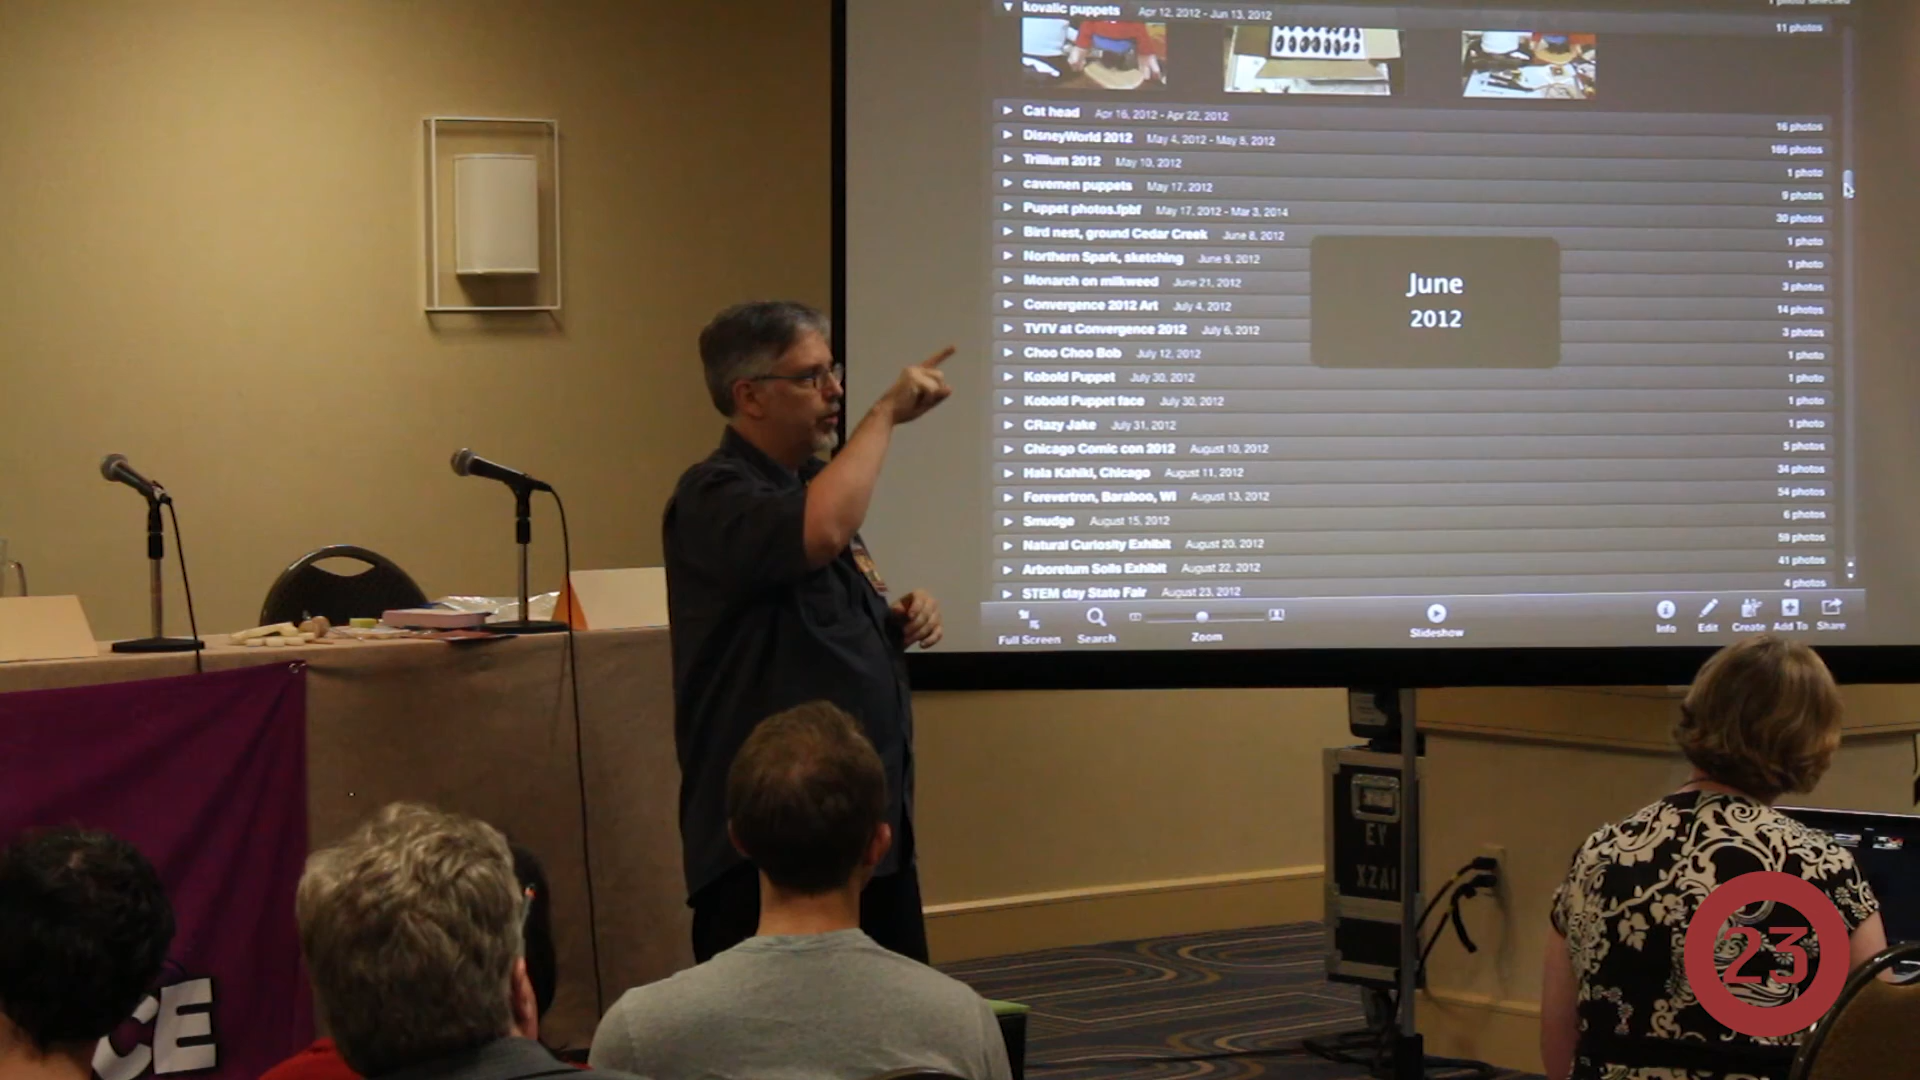 kovalic puppets Apr 12, 2012 - Jun 13, 2012
11 photos
Cat head Apr 16, 2012 - Apr 22, 2012
16 photos
DisneyWorld 2012 May 4, 2012 - May 8, 2012
166 photos
Trillium 2012 May 10, 2012
1 photo
cavemen puppets May 17, 2012
9 photos
Puppet photos.fpbf May 17, 2012 - Mar 3, 2014
30 photos
Bird nest, ground Cedar Creek June 8, 2012
1 photo
Northern Spark, sketching June 9, 2012
1 photo
Monarch on milkweed June 21, 2012
3 photos
Convergence 2012 Art July 4, 2012
14 photos
TVTV at Convergence 2012 July 6, 2012
3 photos
Choo Choo Bob July 12, 2012
1 photo
Kobold Puppet July 30, 2012
1 photo
Kobold Puppet face July 30, 2012
1 photo
CRazy Jake July 31, 2012
1 photo
Chicago Comic con 2012 August 10, 2012
5 photos
Hala Kahiki, Chicago August 11, 2012
34 photos
Forevertron, Baraboo, WI August 13, 2012
54 photos
Smudge August 15, 2012
6 photos
Natural Curiosity Exhibit August 20, 2012
59 photos
Arboretum Soils Exhibit August 22, 2012
41 photos
STEM day State Fair August 23, 2012
4 photos
June
2012
Full Screen Search Zoom Slideshow Info Edit Create Add To Share
EY
XZAI
CE
23